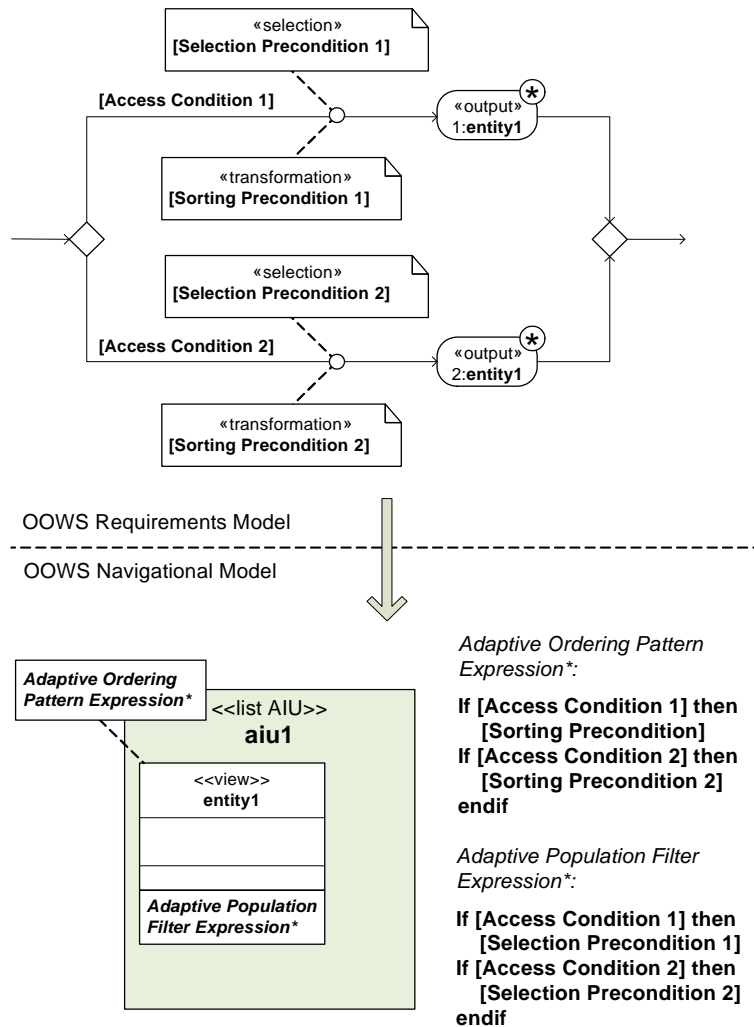 «selection»
[Selection Precondition 1]
[Access Condition 1]
*
«output»
1:entity1
«transformation»
[Sorting Precondition 1]
«selection»
[Selection Precondition 2]
[Access Condition 2]
*
«output»
2:entity1
«transformation»
[Sorting Precondition 2]
OOWS Requirements Model
OOWS Navigational Model
Adaptive Ordering
Pattern Expression*
<<list AIU>>
aiu1
<<view>>
entity1
Adaptive Population
Filter Expression*
Adaptive Ordering Pattern
Expression*:
If [Access Condition 1] then
[Sorting Precondition]
If [Access Condition 2] then
[Sorting Precondition 2]
endif
Adaptive Population Filter
Expression*:
If [Access Condition 1] then
[Selection Precondition 1]
If [Access Condition 2] then
[Selection Precondition 2]
endif